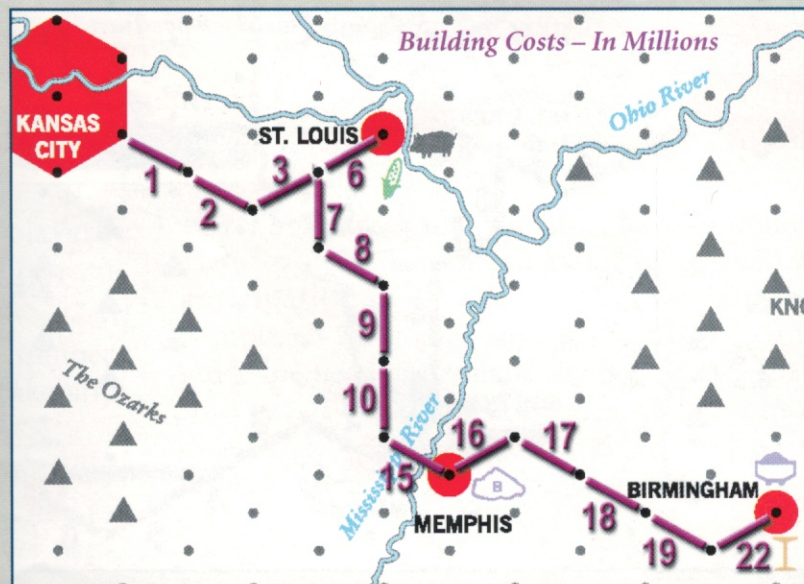 Building Costs – In Millions
Ohio River
KANSAS
CITY
ST. LOUIS
1
2
3
6
7
8
KNO
9
The Ozarks
10
Mississippi River
16
17
15
B
MEMPHIS
BIRMINGHAM
18
19
22